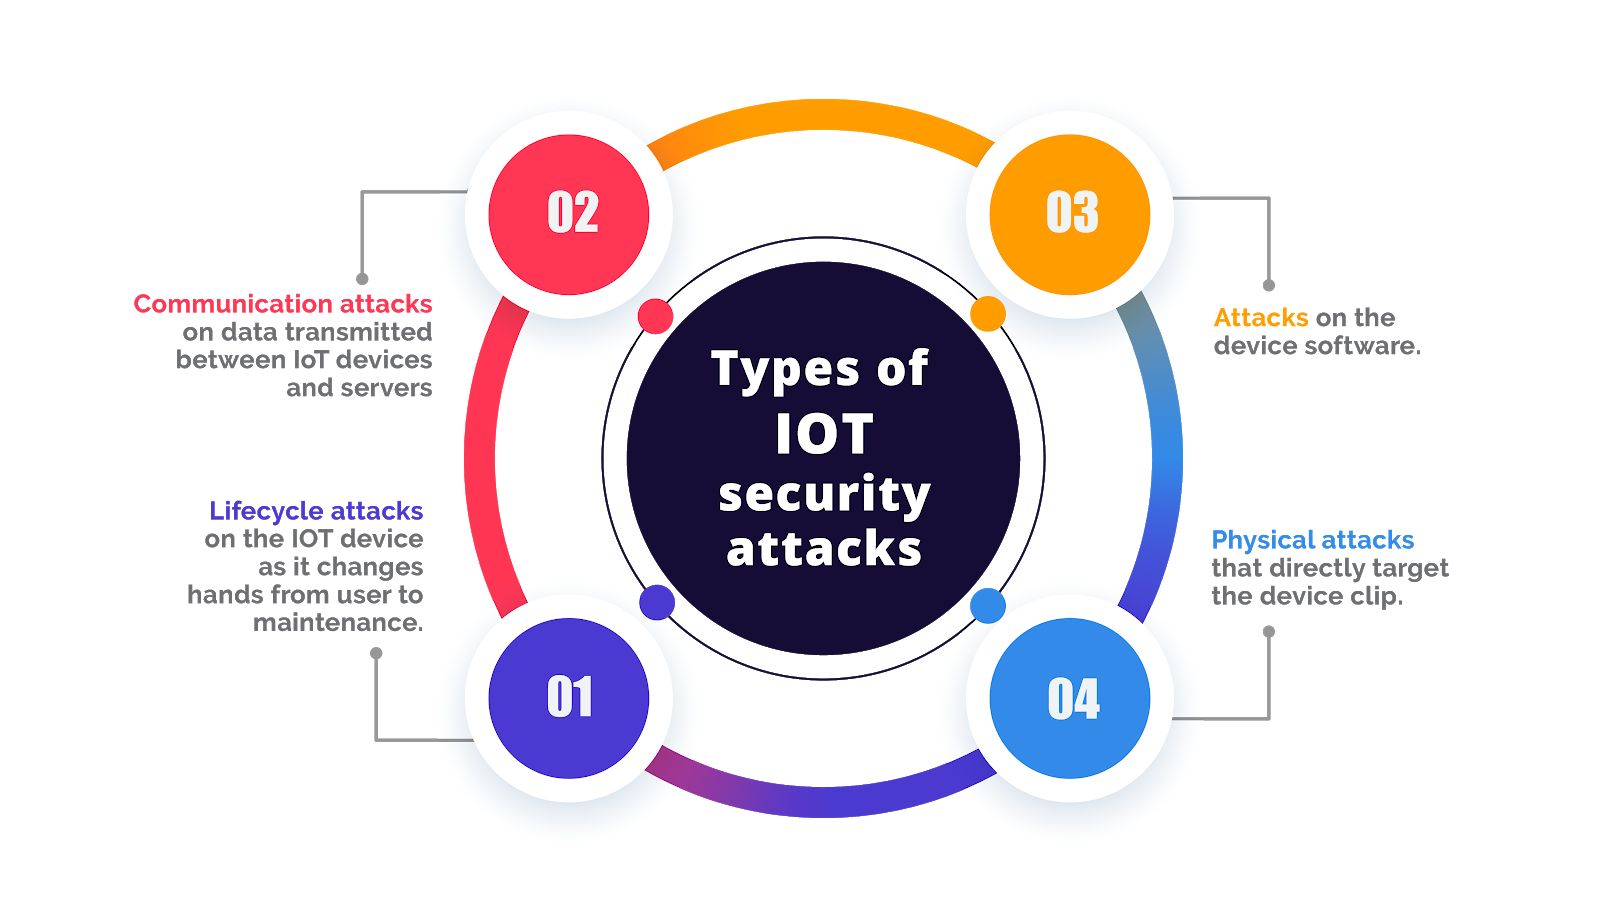 02
03
Communication attacks
on data transmitted
between IoT devices
and servers
Attacks on the
device software.
Types of
IOT
security
attacks
Lifecycle attacks
on the IOT device
as it changes
hands from user to
maintenance.
Physical attacks
that directly target
the device clip.
01
04